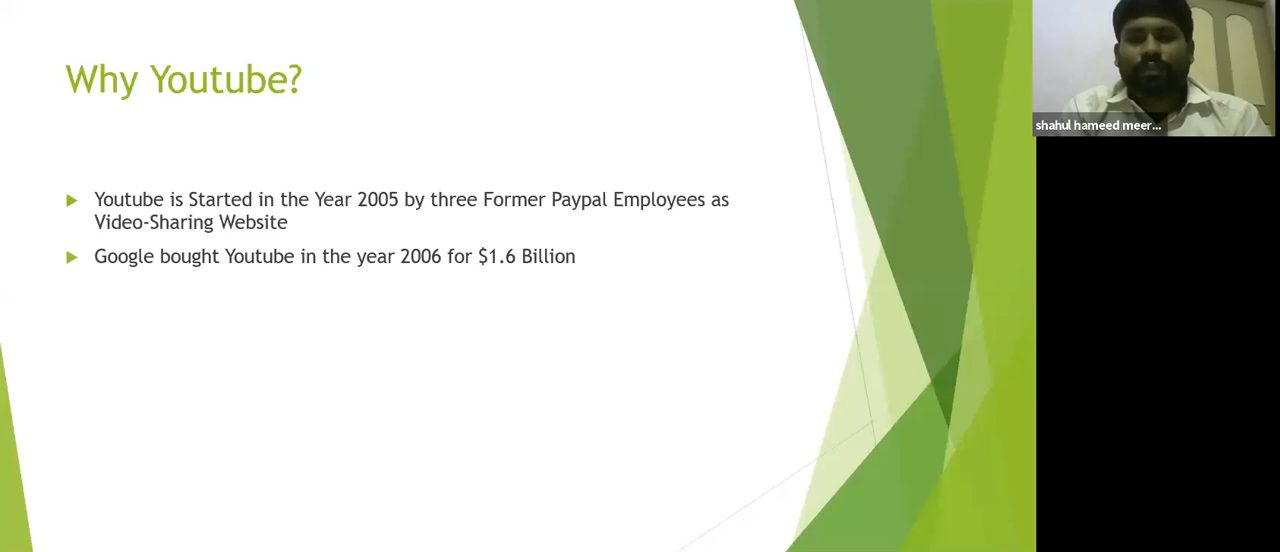 Why Youtube?
Youtube is Started in the Year 2005 by three Former Paypal Employees as
Video-Sharing Website
Google bought Youtube in the year 2006 for $1.6 Billion
shahul hameed meer...